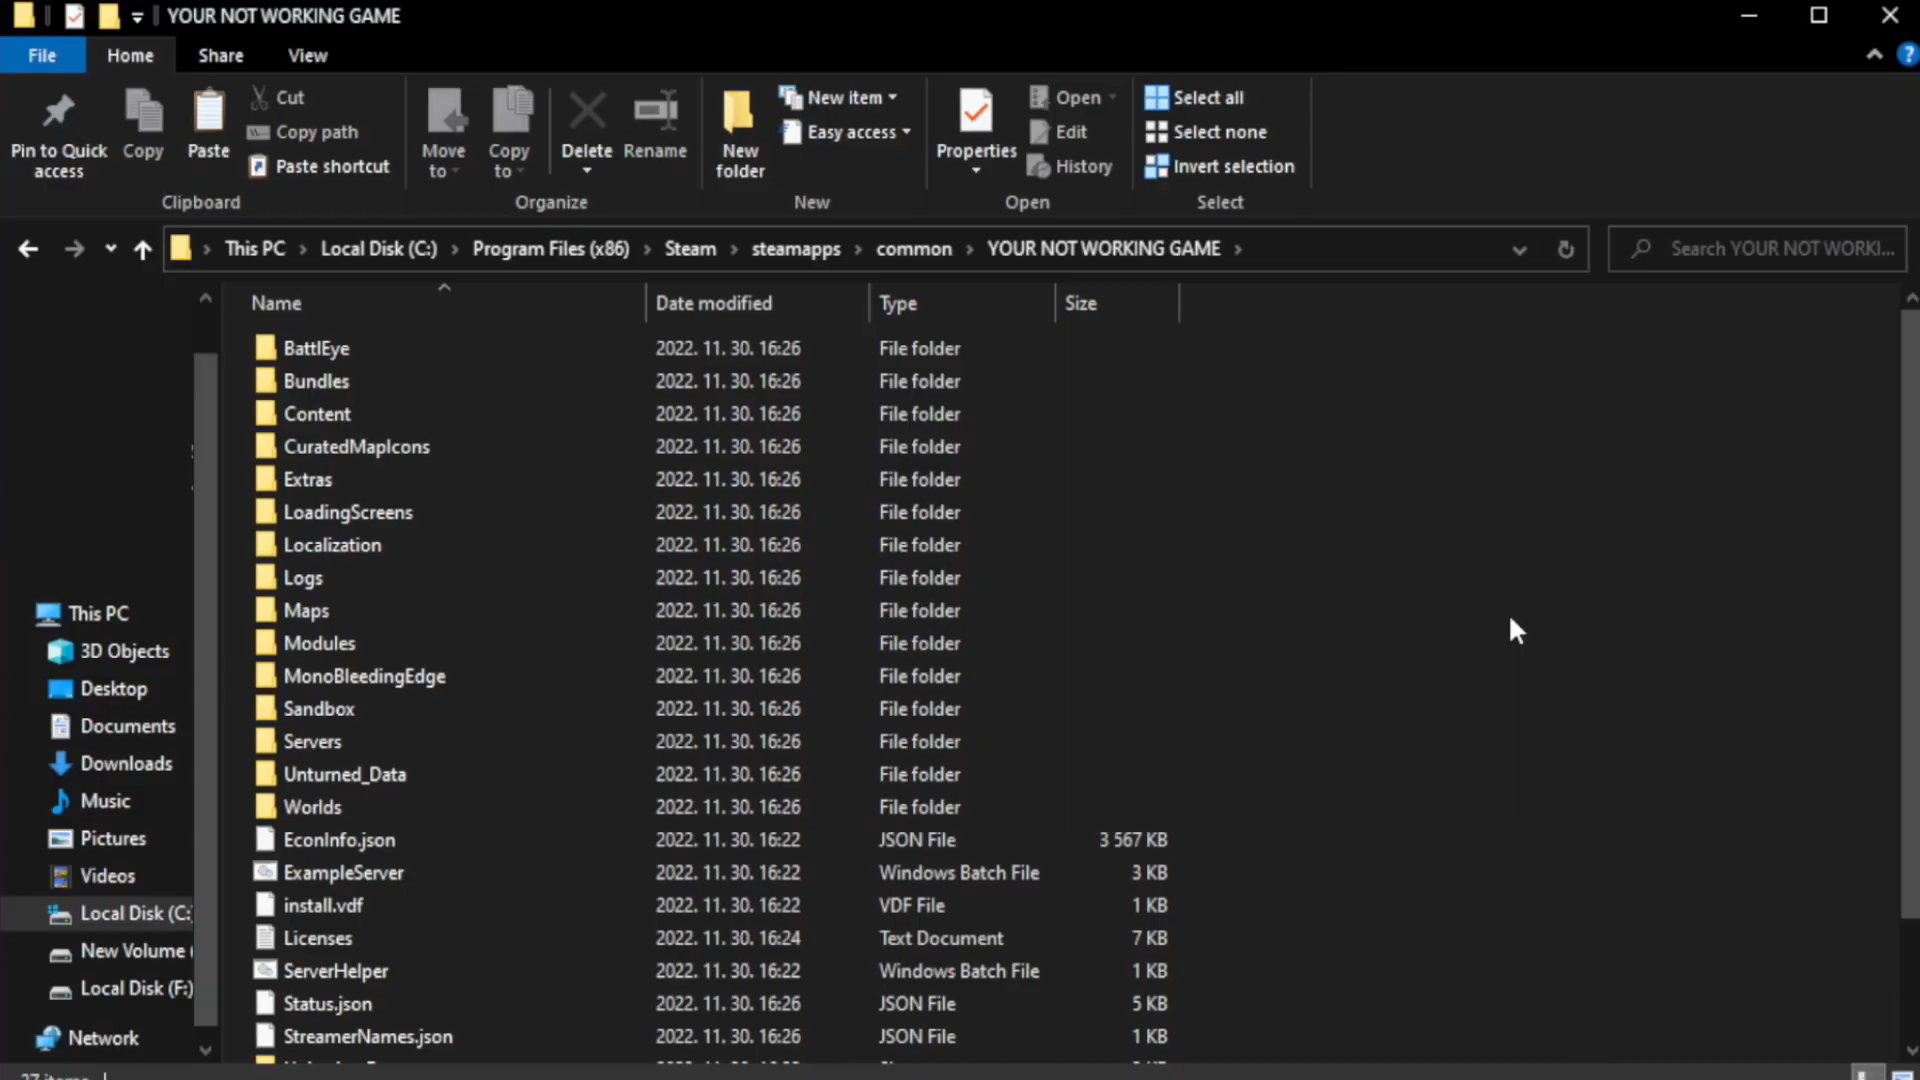 YOUR NOT WORKING GAME
File Home Share View
Pin to Quick access
Copy
Paste
Cut
Copy path
Paste shortcut
Move to
Copy to
Delete
Rename
New folder
New item
Easy access
Properties
Open
Edit
History
Select all
Select none
Invert selection
Clipboard Organize New Open Select
This PC Local Disk (C:) Program Files (x86) Steam steamapps common YOUR NOT WORKING GAME
Search YOUR NOT WORKI...
Name Date modified Type Size
BattlEye 2022. 11. 30. 16:26 File folder
Bundles 2022. 11. 30. 16:26 File folder
Content 2022. 11. 30. 16:26 File folder
CuratedMapIcons 2022. 11. 30. 16:26 File folder
Extras 2022. 11. 30. 16:26 File folder
LoadingScreens 2022. 11. 30. 16:26 File folder
Localization 2022. 11. 30. 16:26 File folder
Logs 2022. 11. 30. 16:26 File folder
Maps 2022. 11. 30. 16:26 File folder
Modules 2022. 11. 30. 16:26 File folder
MonoBleedingEdge 2022. 11. 30. 16:26 File folder
Sandbox 2022. 11. 30. 16:26 File folder
Servers 2022. 11. 30. 16:26 File folder
Unturned_Data 2022. 11. 30. 16:26 File folder
Worlds 2022. 11. 30. 16:26 File folder
EconInfo.json 2022. 11. 30. 16:22 JSON File 3 567 KB
ExampleServer 2022. 11. 30. 16:22 Windows Batch File 3 KB
install.vdf 2022. 11. 30. 16:22 VDF File 1 KB
Licenses 2022. 11. 30. 16:24 Text Document 7 KB
ServerHelper 2022. 11. 30. 16:22 Windows Batch File 1 KB
Status.json 2022. 11. 30. 16:26 JSON File 5 KB
StreamerNames.json 2022. 11. 30. 16:26 JSON File 1 KB
This PC
3D Objects
Desktop
Documents
Downloads
Music
Pictures
Videos
Local Disk (C:
New Volume (
Local Disk (F:)
Network